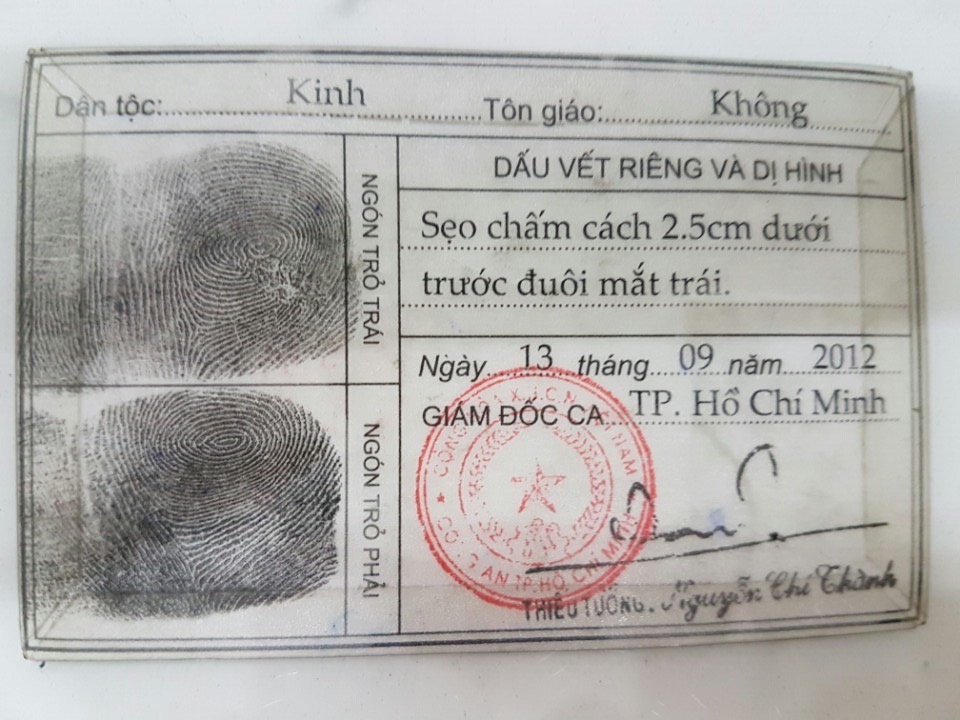 Dân tộc: Kinh Tôn giáo: Không
NGÓN TRỎ TRÁI
NGÓN TRỎ PHẢI
DẤU VẾT RIÊNG VÀ DỊ HÌNH
Sẹo chấm cách 2.5cm dưới
trước đuôi mắt trái.
Ngày 13 tháng 09 năm 2012
GIÁM ĐỐC CA TP. Hồ Chí Minh
AN TP. HỒ CHÍ MINH
THIẾU TƯỚNG. Nguyễn Chí Thành